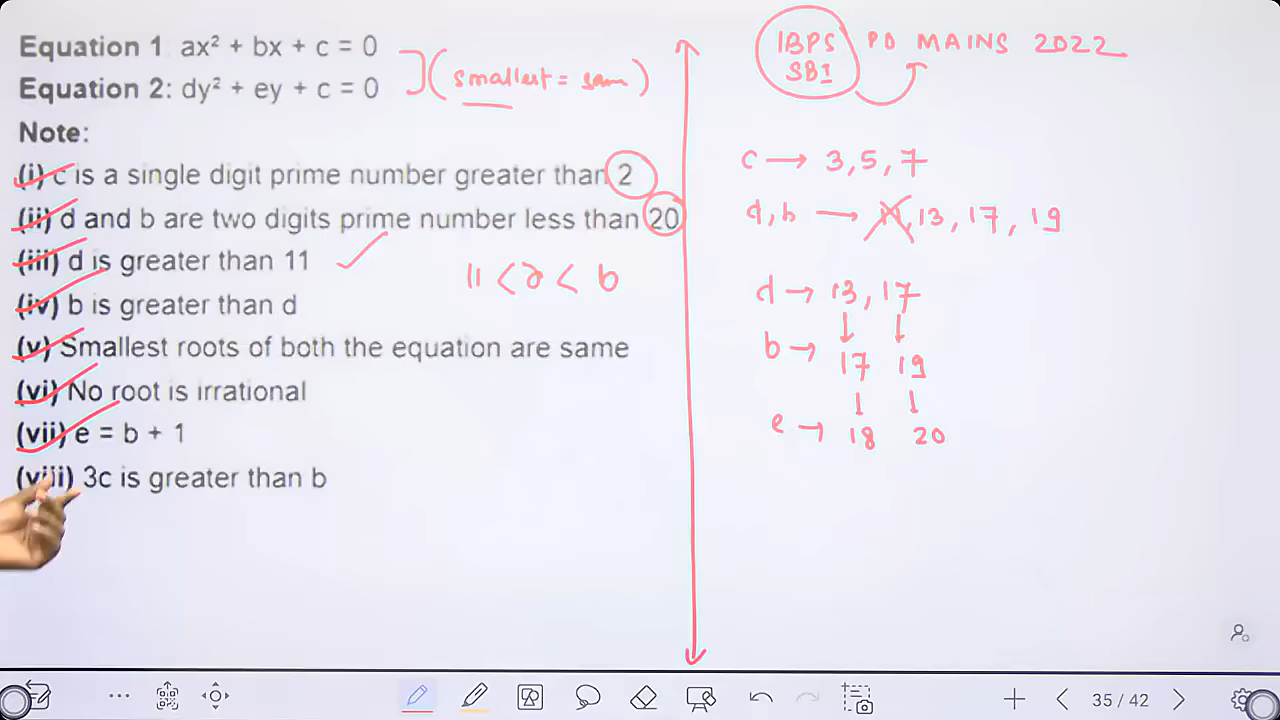 Equation 1 ax² + bx + c = 0
Equation 2: dy² + ey + c = 0
(smallest = same)
Note:
(i) c is a single digit prime number greater than 2
(ii) d and b are two digits prime number less than 20
(iii) d is greater than 11
11 < d < b
(iv) b is greater than d
(v) Smallest roots of both the equation are same
(vi) No root is irrational
(vii) e = b + 1
(viii) 3c is greater than b
IBPS PO MAINS 2022
SBI
c → 3, 5, 7
d, b → 11, 13, 17, 19
d → 13, 17
b → 17 19
e → 18 20
35 / 42